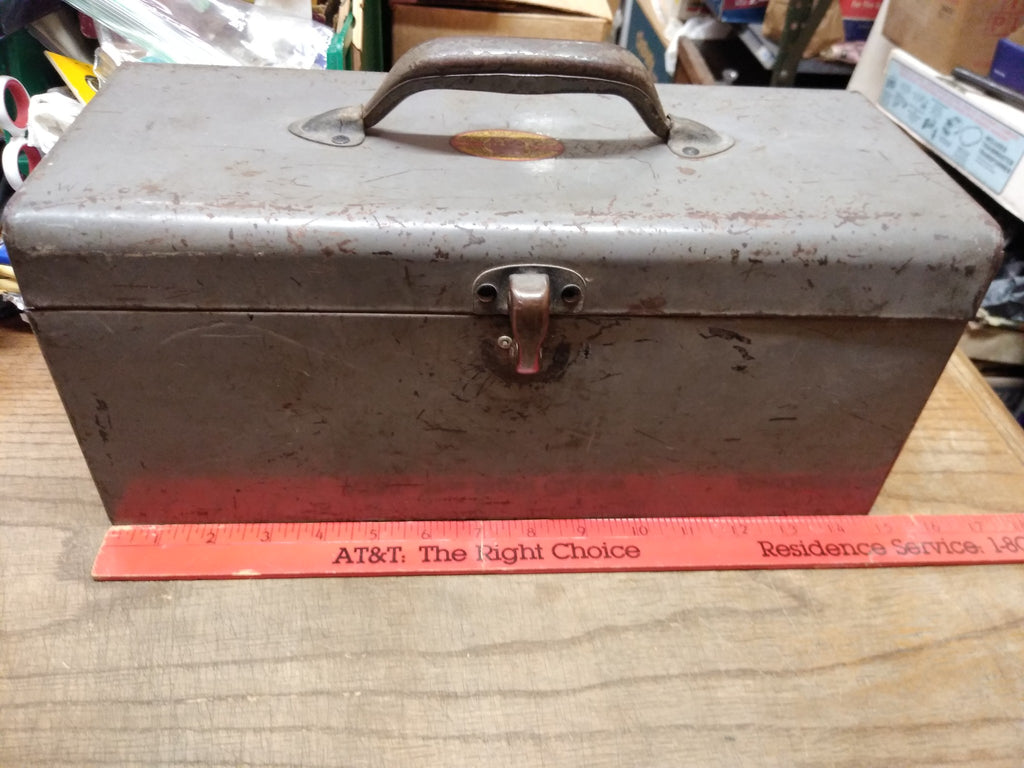 1 2 3 4 5 6 7 8 9 10 11 12 13 14 15 16 17 18
AT&T: The Right Choice Residence Service: 1-80